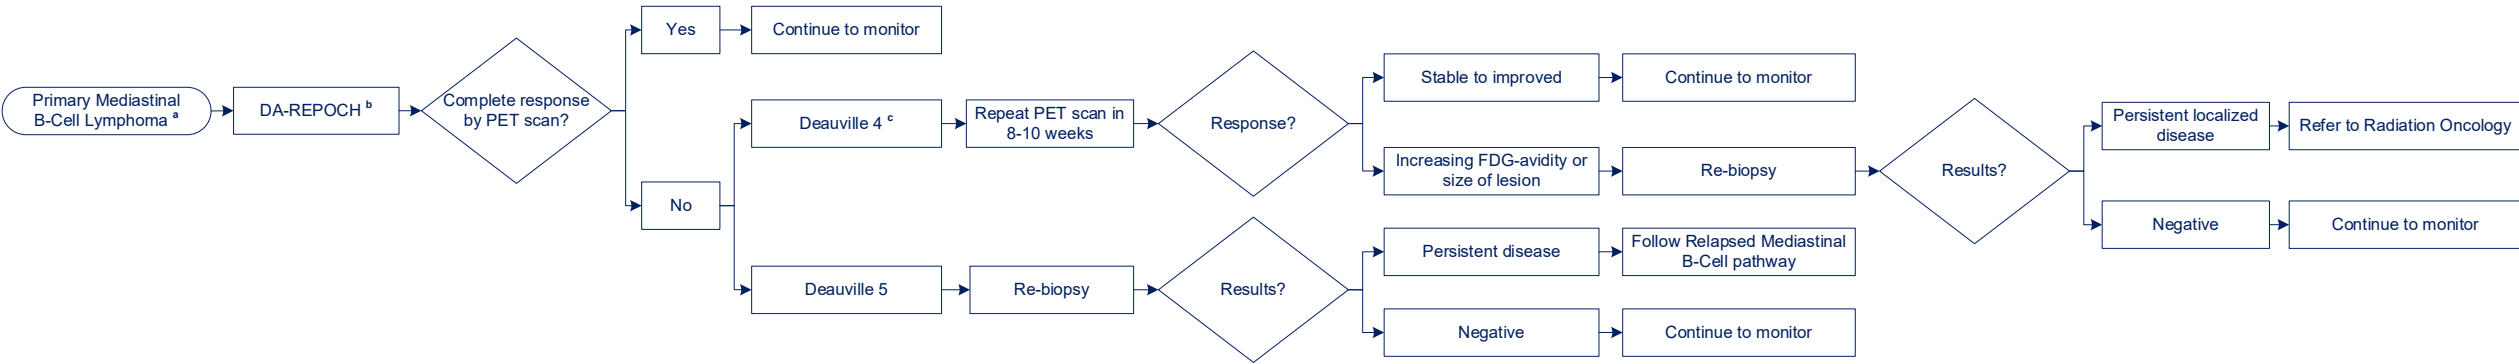 Primary Mediastinal
B-Cell Lymphoma a
DA-REPOCH b
Complete response
by PET scan?
Yes
Continue to monitor
No
Deauville 4 c
Repeat PET scan in
8-10 weeks
Response?
Stable to improved
Continue to monitor
Increasing FDG-avidity or
size of lesion
Re-biopsy
Results?
Persistent localized
disease
Refer to Radiation Oncology
Negative
Continue to monitor
Deauville 5
Re-biopsy
Results?
Persistent disease
Follow Relapsed Mediastinal
B-Cell pathway
Negative
Continue to monitor